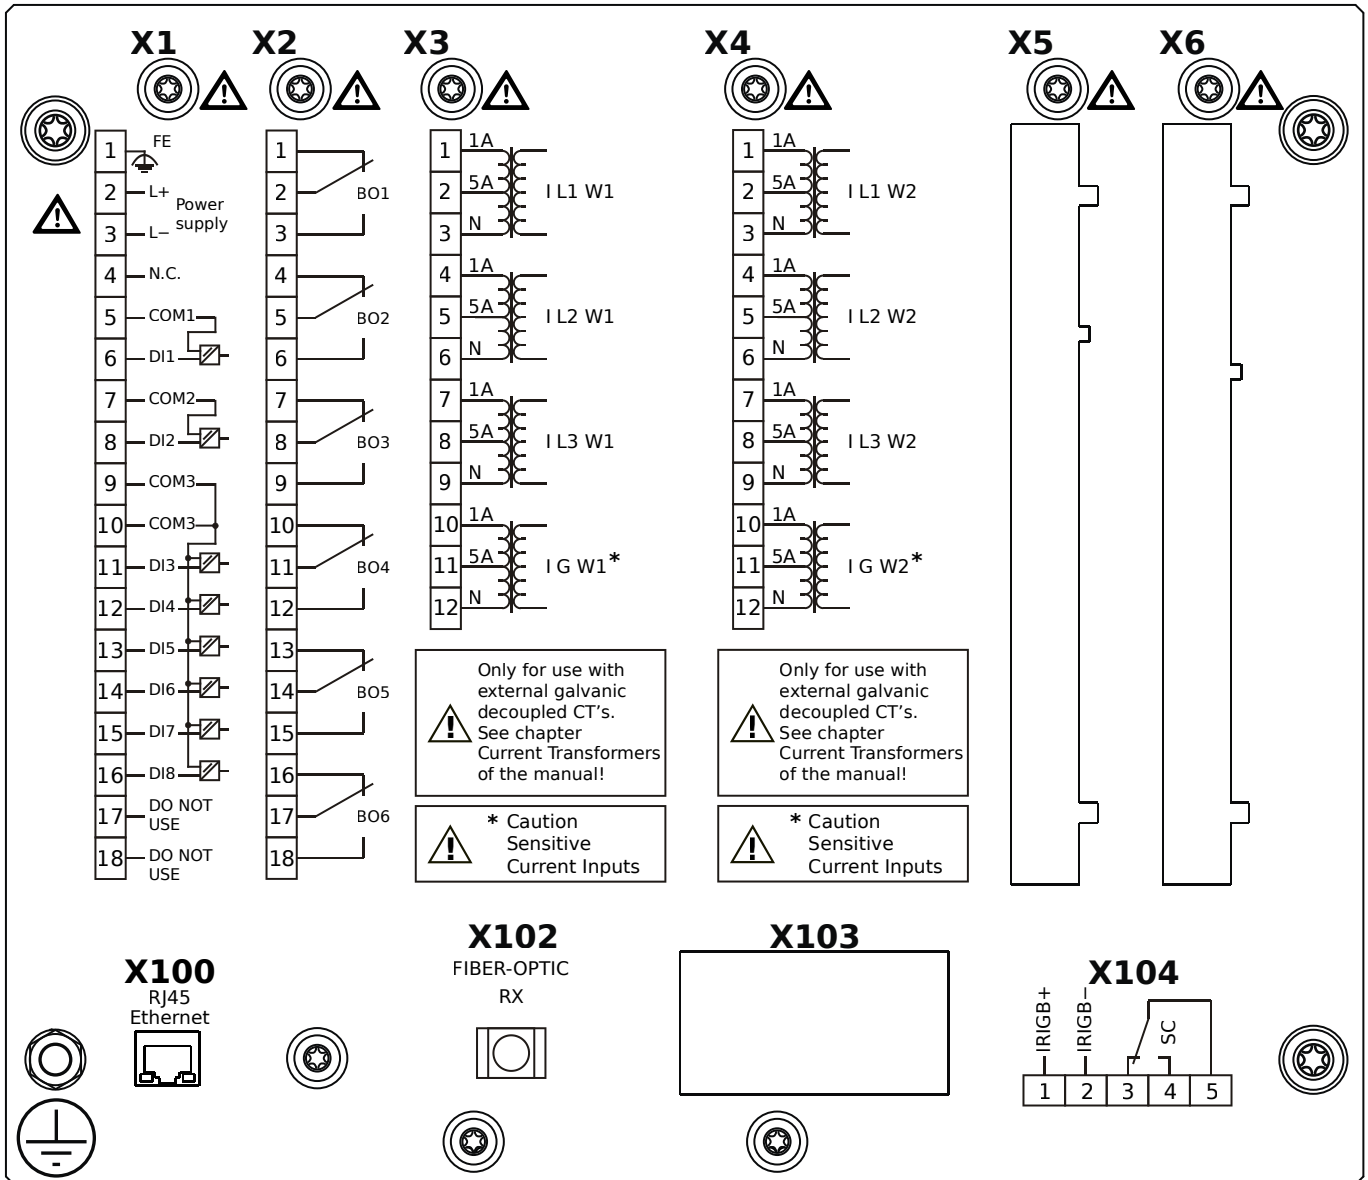 X1 X2 X3 X4 X5 X6
1 FE
2 L+
Power
supply
3 L−
4 N.C.
5 COM1
6 DI1
7 COM2
8 DI2
9 COM3
10 COM3
11 DI3
12 DI4
13 DI5
14 DI6
15 DI7
16 DI8
17 DO NOT
USE
18 DO NOT
USE
1
2 BO1
3
4
5 BO2
6
7
8 BO3
9
10
11 BO4
12
13
14 BO5
15
16
17 BO6
18
1 1A
2 5A I L1 W1
3 N
4 1A
5 5A I L2 W1
6 N
7 1A
8 5A I L3 W1
9 N
10 1A
11 5A I G W1*
12 N
Only for use with
external galvanic
decoupled CT's.
See chapter
Current Transformers
of the manual!
* Caution
Sensitive
Current Inputs
1 1A
2 5A I L1 W2
3 N
4 1A
5 5A I L2 W2
6 N
7 1A
8 5A I L3 W2
9 N
10 1A
11 5A I G W2*
12 N
Only for use with
external galvanic
decoupled CT's.
See chapter
Current Transformers
of the manual!
* Caution
Sensitive
Current Inputs
X100
RJ45
Ethernet
X102
FIBER-OPTIC
RX
X103
X104
IRIGB+
IRIGB−
SC
1 2 3 4 5